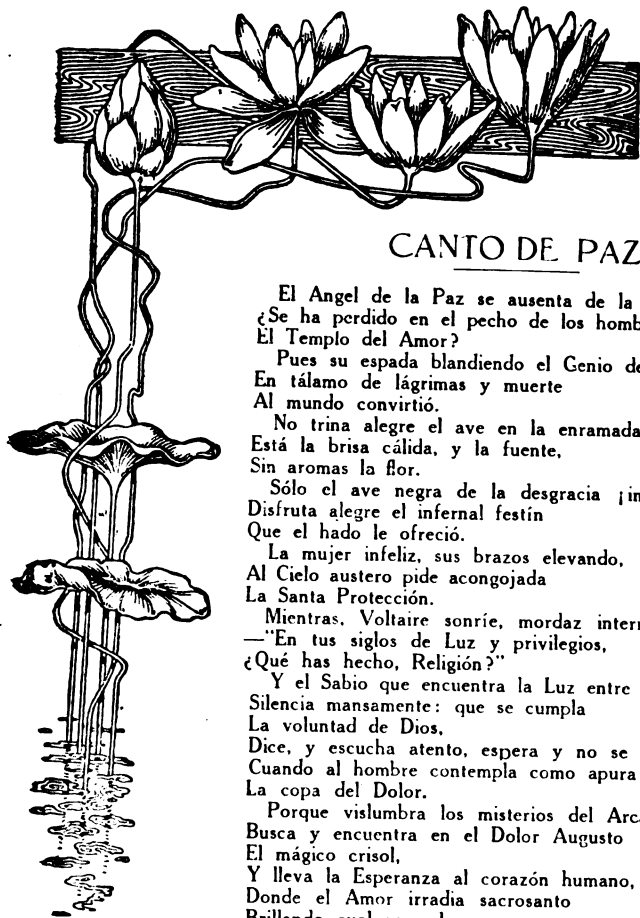 CANTO DE PAZ
El Angel de la Paz se ausenta de la
¿Se ha perdido en el pecho de los homb
El Templo del Amor?
Pues su espada blandiendo el Genio de
En tálamo de lágrimas y muerte
Al mundo convirtió.
No trina alegre el ave en la enramada
Está la brisa cálida, y la fuente,
Sin aromas la flor.
Sólo el ave negra de la desgracia ¡in
Disfruta alegre el infernal festín
Que el hado le ofreció.
La mujer infeliz, sus brazos elevando,
Al Cielo austero pide acongojada
La Santa Protección.
Mientras. Voltaire sonríe, mordaz interr
—"En tus siglos de Luz y privilegios,
¿Qué has hecho, Religión?"
Y el Sabio que encuentra la Luz entre
Silencia mansamente: que se cumpla
La voluntad de Dios,
Dice, y escucha atento, espera y no se
Cuando al hombre contempla como apura
La copa del Dolor.
Porque vislumbra los misterios del Arc
Busca y encuentra en el Dolor Augusto
El mágico crisol,
Y lleva la Esperanza al corazón humano,
Donde el Amor irradia sacrosanto